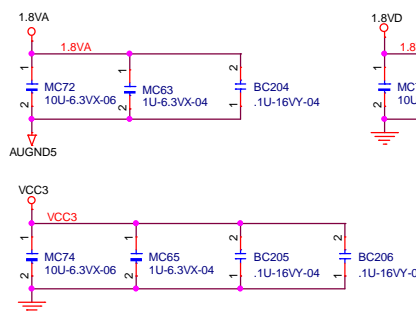 1.8VA
1.8VA
1
2
MC72
10U-6.3VX-06
1
2
MC63
1U-6.3VX-04
2
1
BC204
.1U-16VY-04
AUGND5
1.8VD
1.8
1
2
VCC3
VCC3
1
2
MC74
10U-6.3VX-06
1
2
MC65
1U-6.3VX-04
2
1
BC205
.1U-16VY-04
2
1
BC206